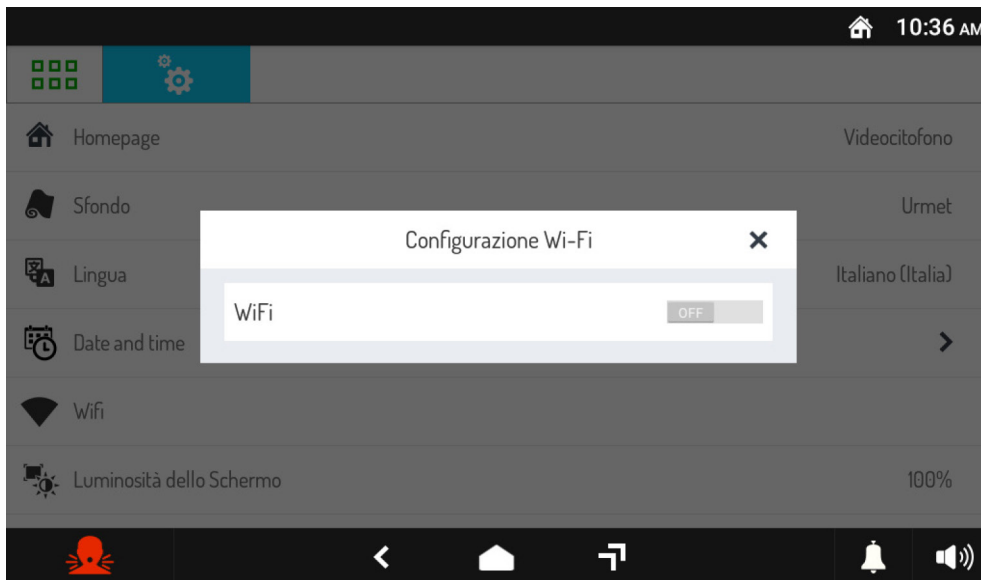 10:36 AM
Homepage Videocitofono
Sfondo Urmet
Configurazione Wi-Fi
Lingua Italiano (Italia)
WiFi OFF
Date and time
Wifi
Luminosità dello Schermo 100%